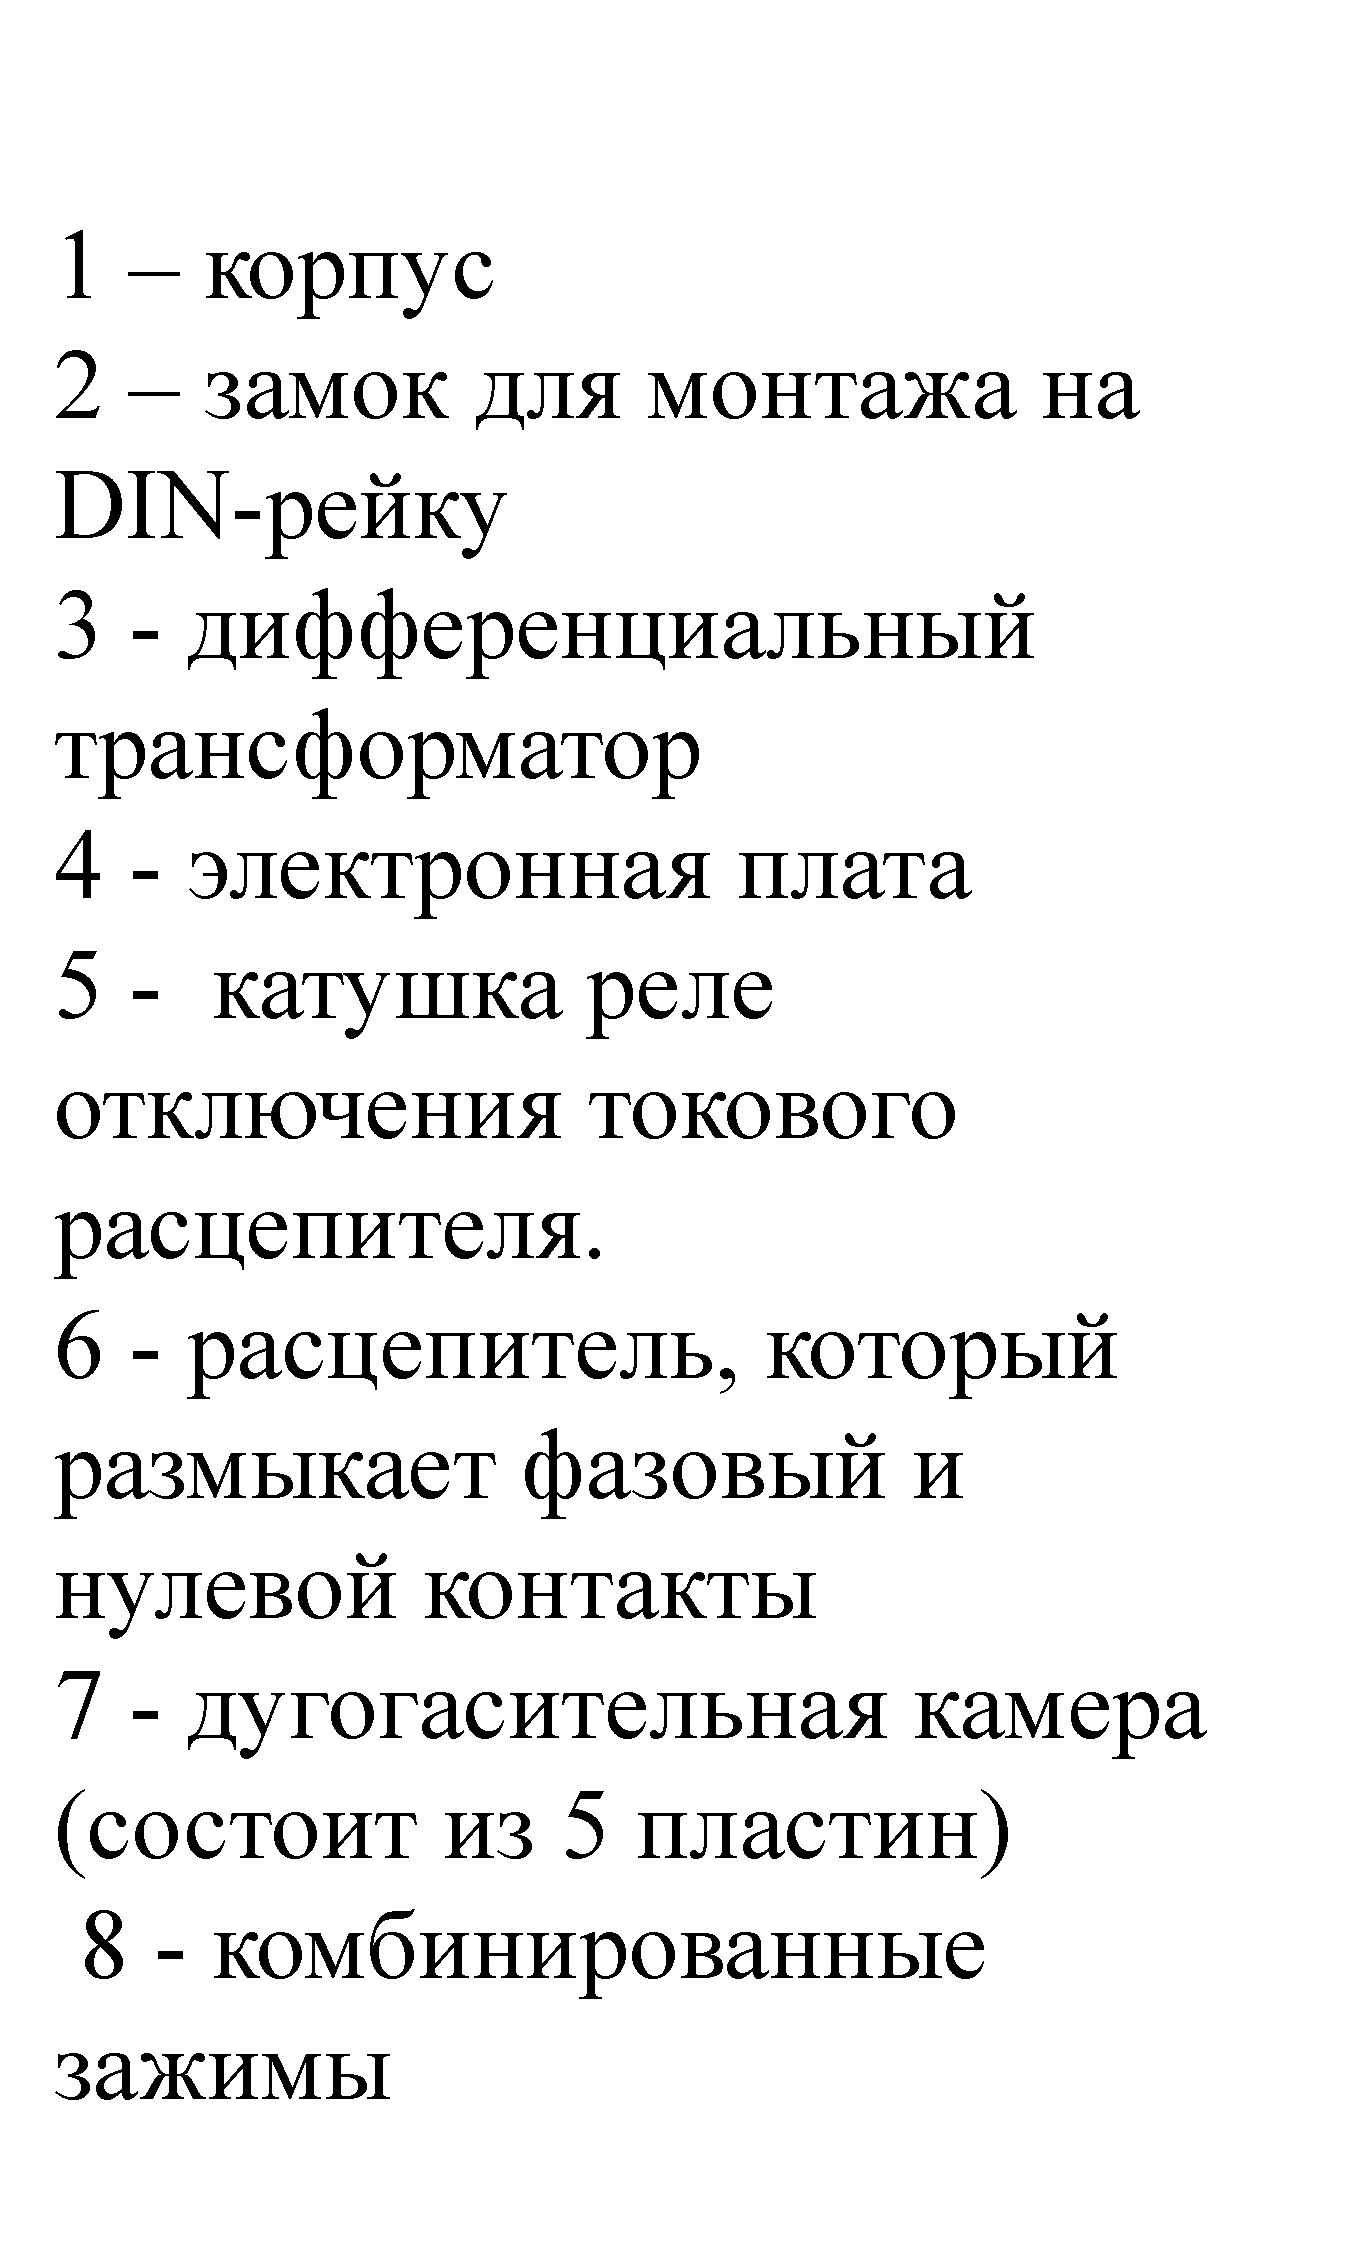 1 – корпус
2 – замок для монтажа на
DIN-рейку
3 - дифференциальный
трансформатор
4 - электронная плата
5 -  катушка реле
отключения токового
расцепителя.
6 - расцепитель, который
размыкает фазовый и
нулевой контакты
7 - дугогасительная камера
(состоит из 5 пластин)
8 - комбинированные
зажимы